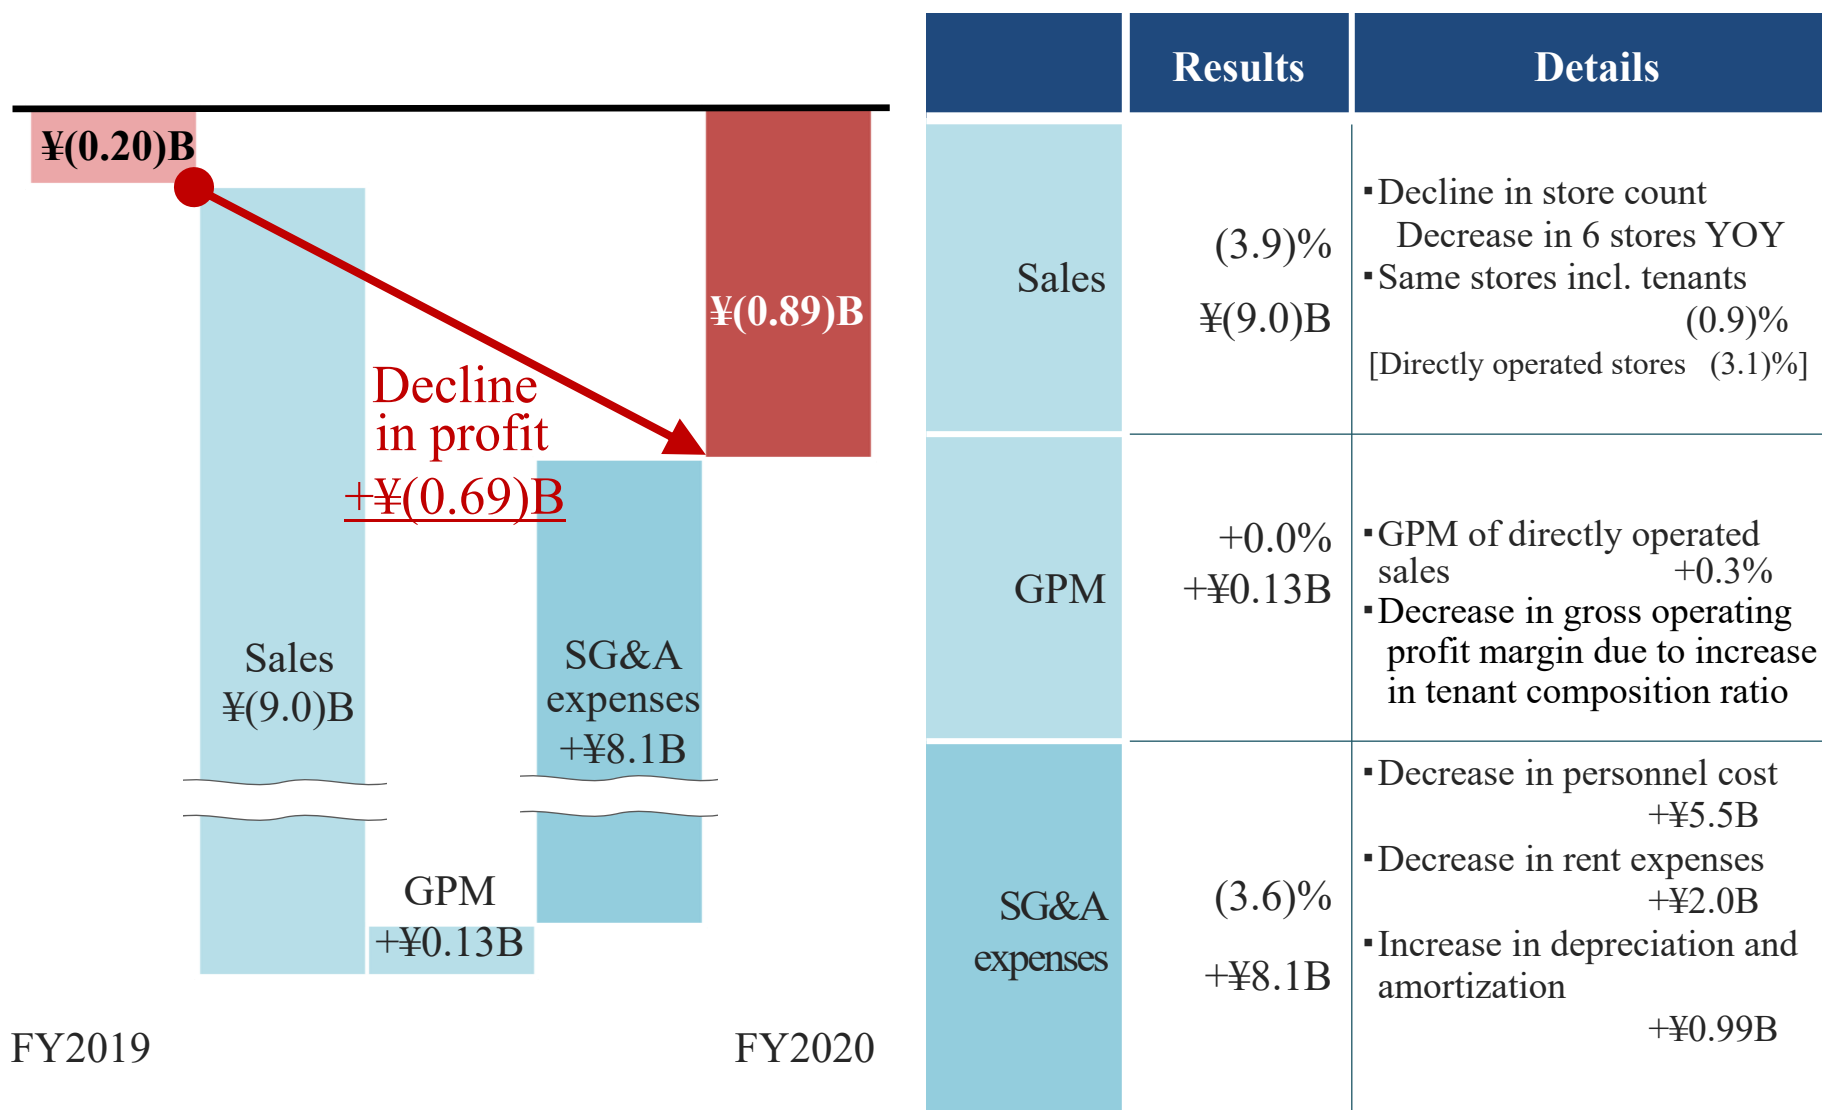 ¥(0.20)B
¥(0.89)B
Decline
in profit
+¥(0.69)B
Sales
¥(9.0)B
SG&A
expenses
+¥8.1B
GPM
+¥0.13B
FY2019
FY2020
Results
Details
Sales
(3.9)%
¥(9.0)B
▪Decline in store count
Decrease in 6 stores YOY
▪Same stores incl. tenants
(0.9)%
[Directly operated stores (3.1)%]
GPM
+0.0%
+¥0.13B
▪GPM of directly operated
sales +0.3%
▪Decrease in gross operating
profit margin due to increase
in tenant composition ratio
SG&A
expenses
(3.6)%
+¥8.1B
▪Decrease in personnel cost
+¥5.5B
▪Decrease in rent expenses
+¥2.0B
▪Increase in depreciation and
amortization
+¥0.99B